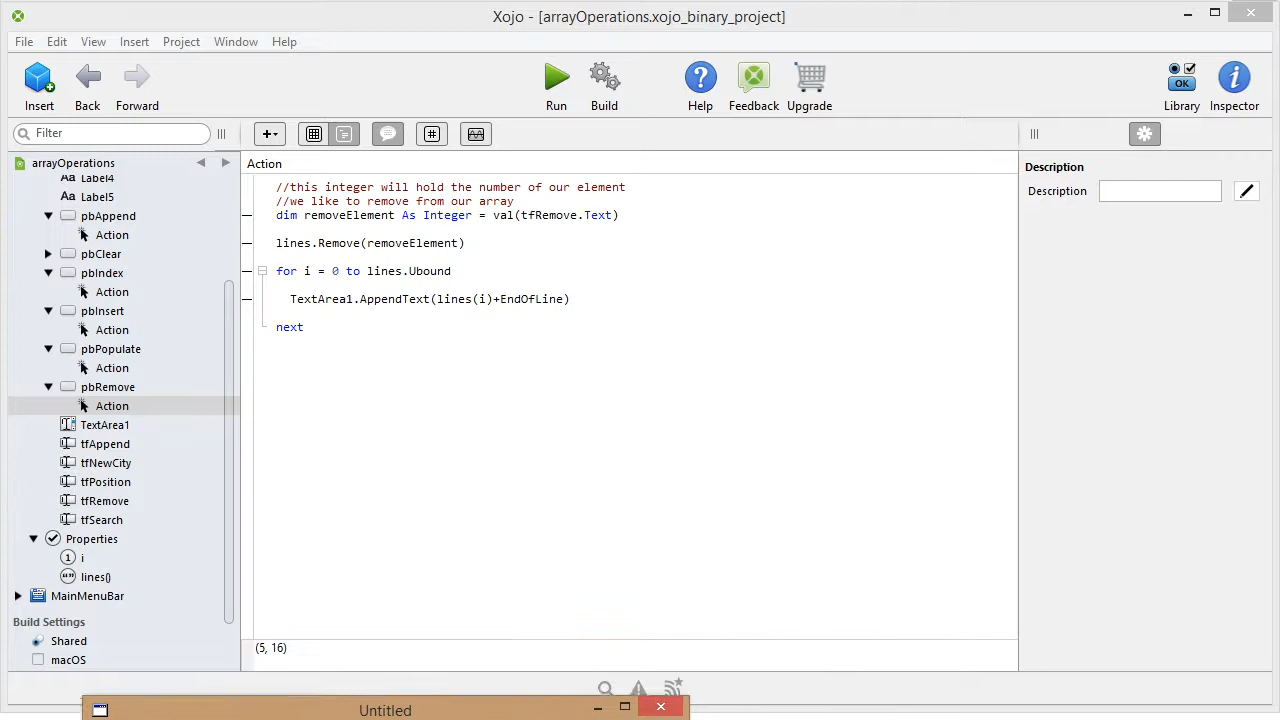 Xojo - [arrayOperations.xojo_binary_project]
File Edit View Insert Project Window Help
Insert Back Forward Run Build Help Feedback Upgrade OK Library Inspector
Filter
arrayOperations
Label4
Label5
pbAppend
Action
pbClear
pbIndex
Action
pbInsert
Action
pbPopulate
Action
pbRemove
Action
TextArea1
tfAppend
tfNewCity
tfPosition
tfRemove
tfSearch
Properties
i
lines()
MainMenuBar
Build Settings
Shared
macOS
Action
//this integer will hold the number of our element
//we like to remove from our array
dim removeElement As Integer = val(tfRemove.Text)
lines.Remove(removeElement)
for i = 0 to lines.Ubound
TextArea1.AppendText(lines(i)+EndOfLine)
next
(5, 16)
Description
Description
Untitled